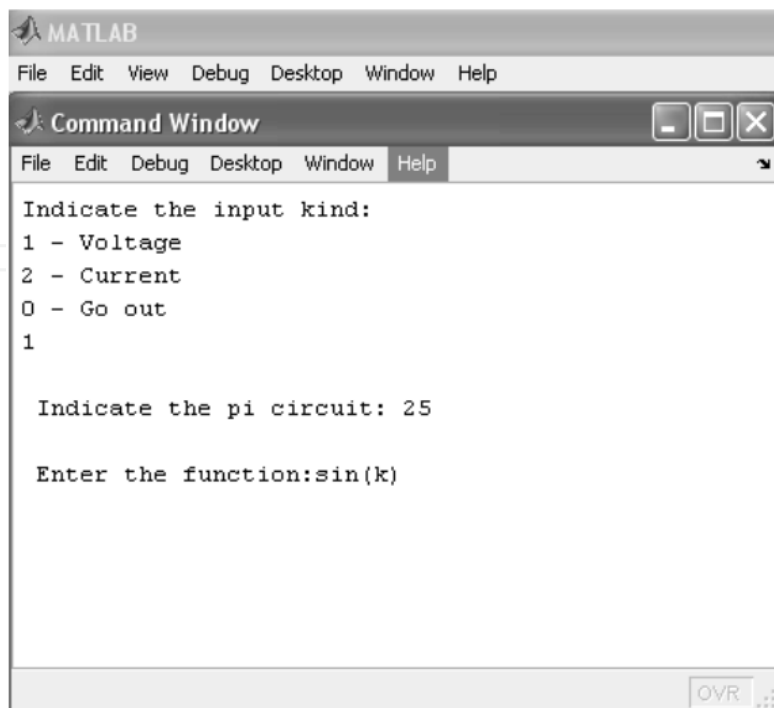 MATLAB
File Edit View Debug Desktop Window Help
Command Window
File Edit Debug Desktop Window Help
Indicate the input kind:
1 - Voltage
2 - Current
0 - Go out
1
Indicate the pi circuit: 25
Enter the function:sin(k)
OVR